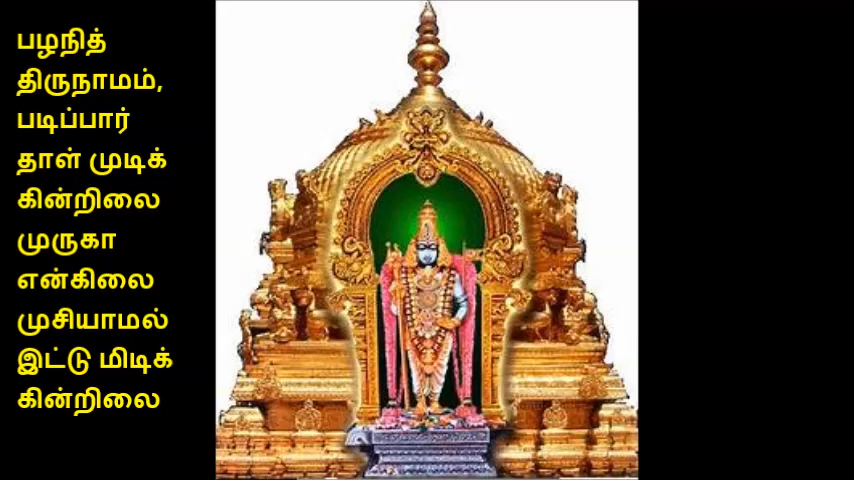 பழநித்
திருநாமம்,
படிப்பார்
தாள் முடிக்
கின்றிலை
முருகா
என்கிலை
முசியாமல்
இட்டு மிடிக்
கின்றிலை